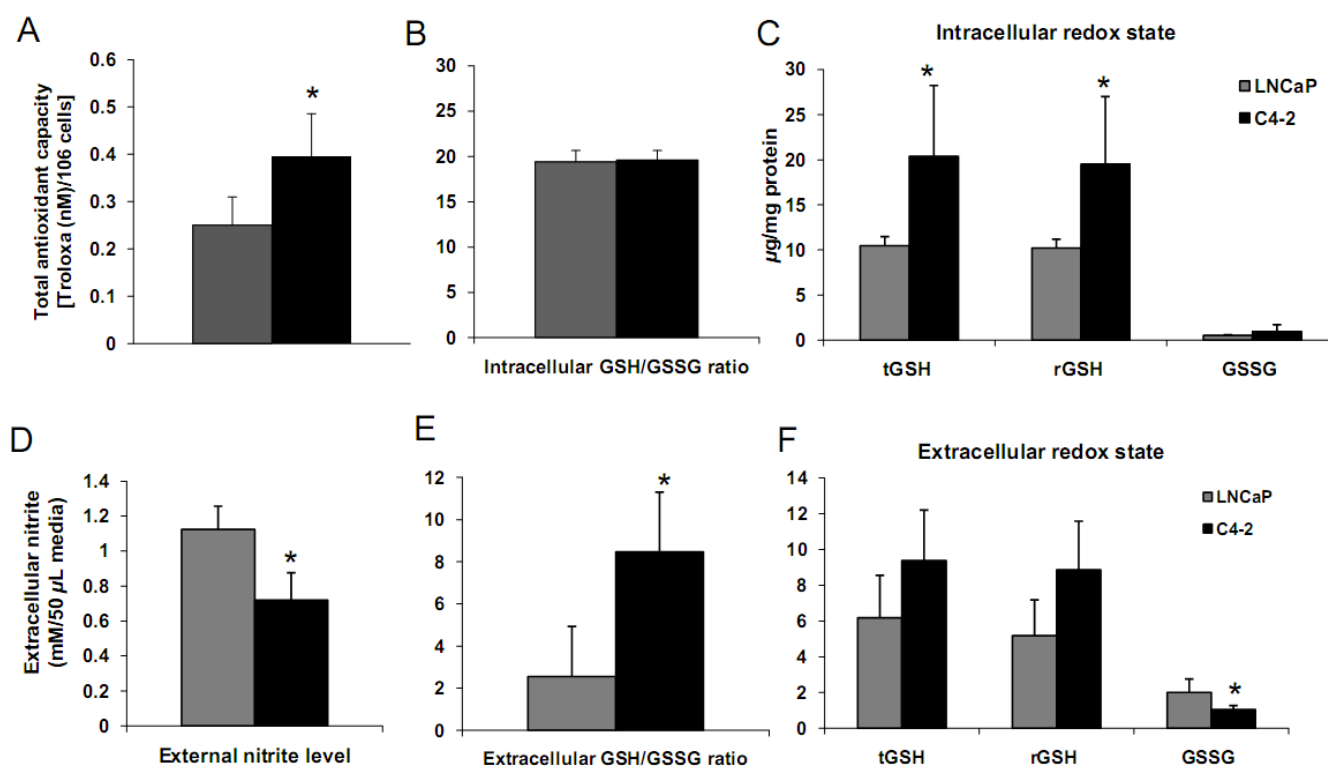 A
Total antioxidant capacity
[Troloxa (nM)/106 cells]
0.6
0.5
0.4
0.3
0.2
0.1
0
*
B
30
25
20
15
10
5
0
Intracellular GSH/GSSG ratio
C
Intracellular redox state
µg/mg protein
30
25
20
15
10
5
0
*
*
LNCaP
C4-2
tGSH
rGSH
GSSG
D
Extracellular nitrite
(mM/50 µL media)
1.4
1.2
1
0.8
0.6
0.4
0.2
0
*
External nitrite level
E
12
10
8
6
4
2
0
*
Extracellular GSH/GSSG ratio
F
Extracellular redox state
14
12
10
8
6
4
2
0
*
LNCaP
C4-2
tGSH
rGSH
GSSG